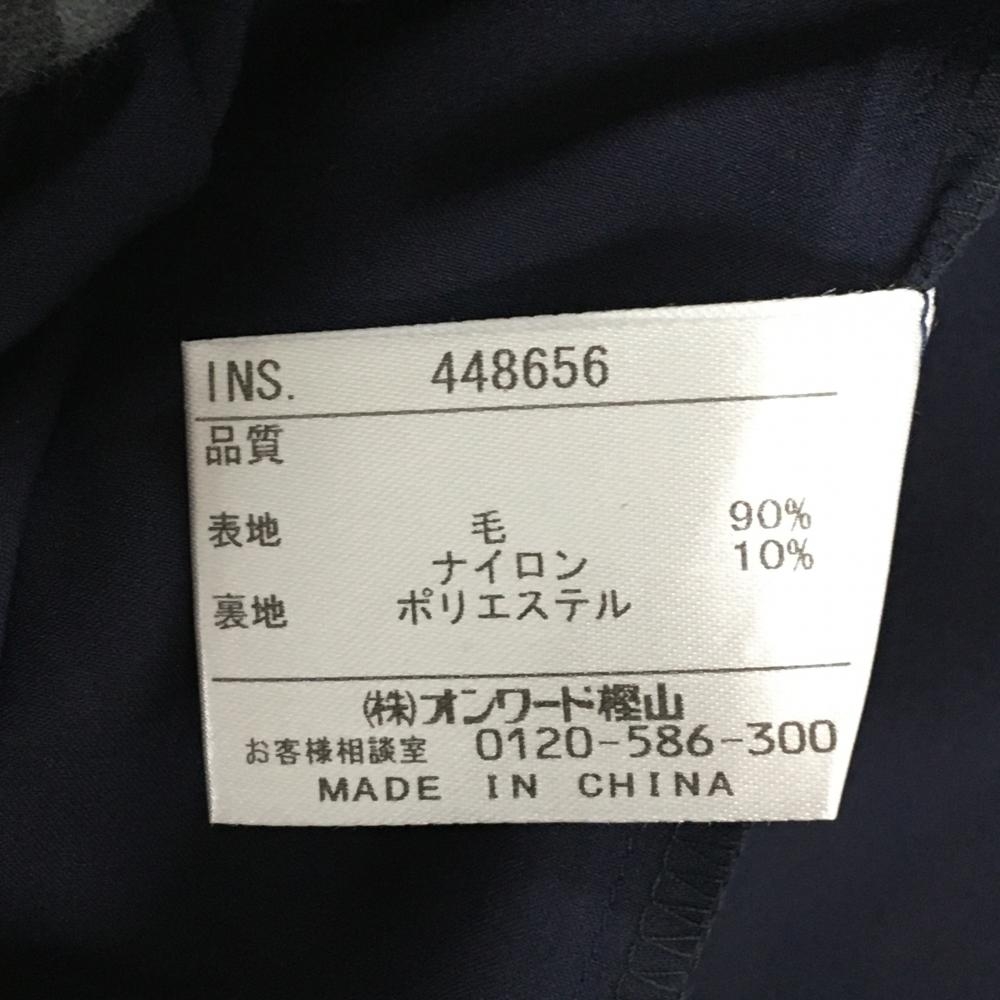 INS. 448656
品質
表地 毛 90%
ナイロン 10%
裏地 ポリエステル
㈱オンワード樫山
お客様相談室 0120-586-300
MADE IN CHINA